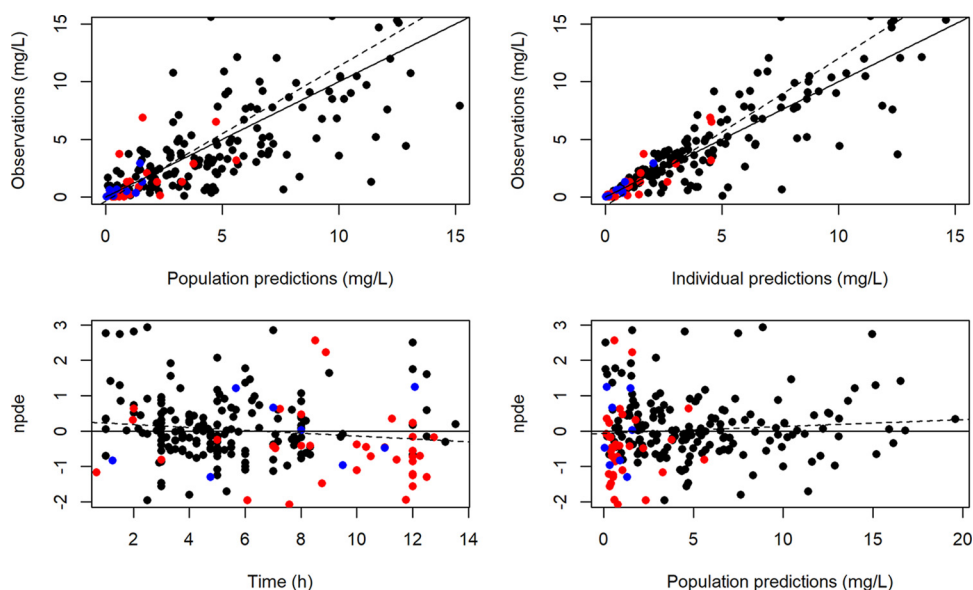 Observations (mg/L)
15
10
5
0
0 5 10 15
Population predictions (mg/L)
Observations (mg/L)
15
10
5
0
0 5 10 15
Individual predictions (mg/L)
npde
3
2
1
0
-1
-2
2 4 6 8 10 12 14
Time (h)
npde
3
2
1
0
-1
-2
0 5 10 15 20
Population predictions (mg/L)